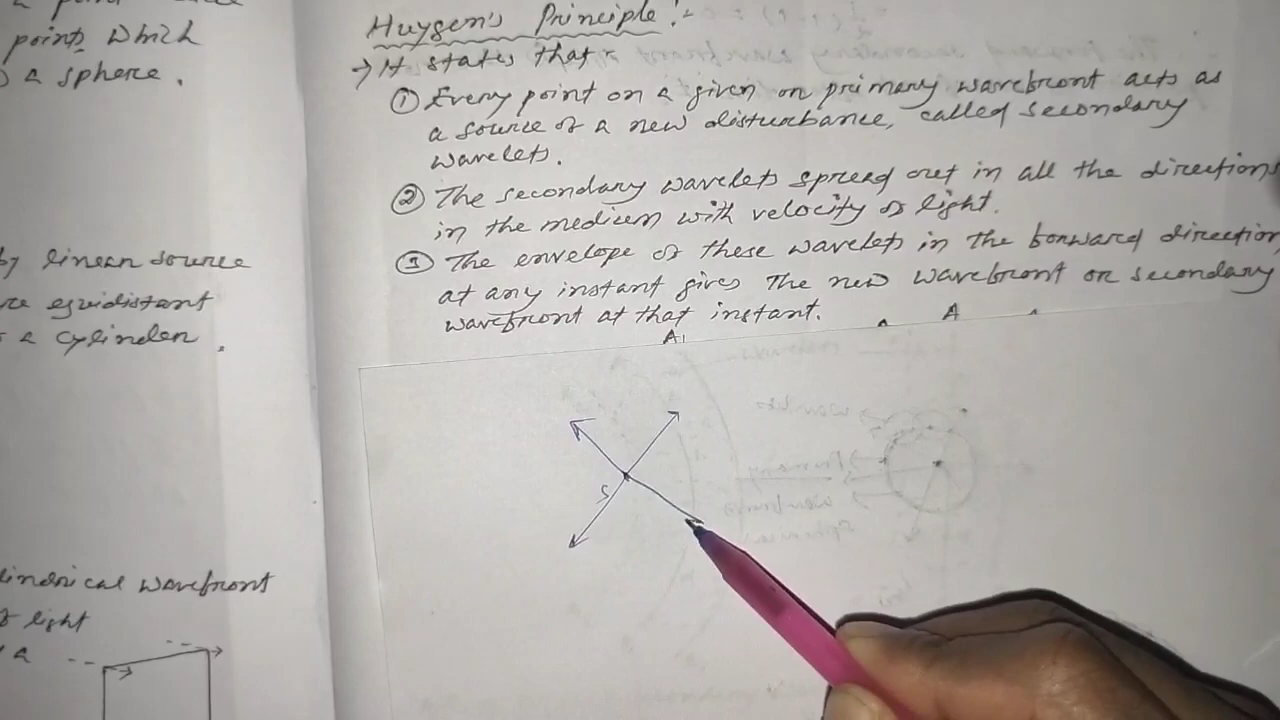 point which
a sphere.
by linear source
equidistant
a cylinder.
lindrical wavefront
of light
a
Huygen's Principle :-
→ It states that
① Every point on a given or primary wavefront acts as
a source of a new disturbance, called secondary
wavelets.
② The secondary wavelets spread out in all the directions
in the medium with velocity of light.
③ The envelope of these wavelets in the forward direction
at any instant gives The new wavefront or secondary
wavefront at that instant.
A1
A
S